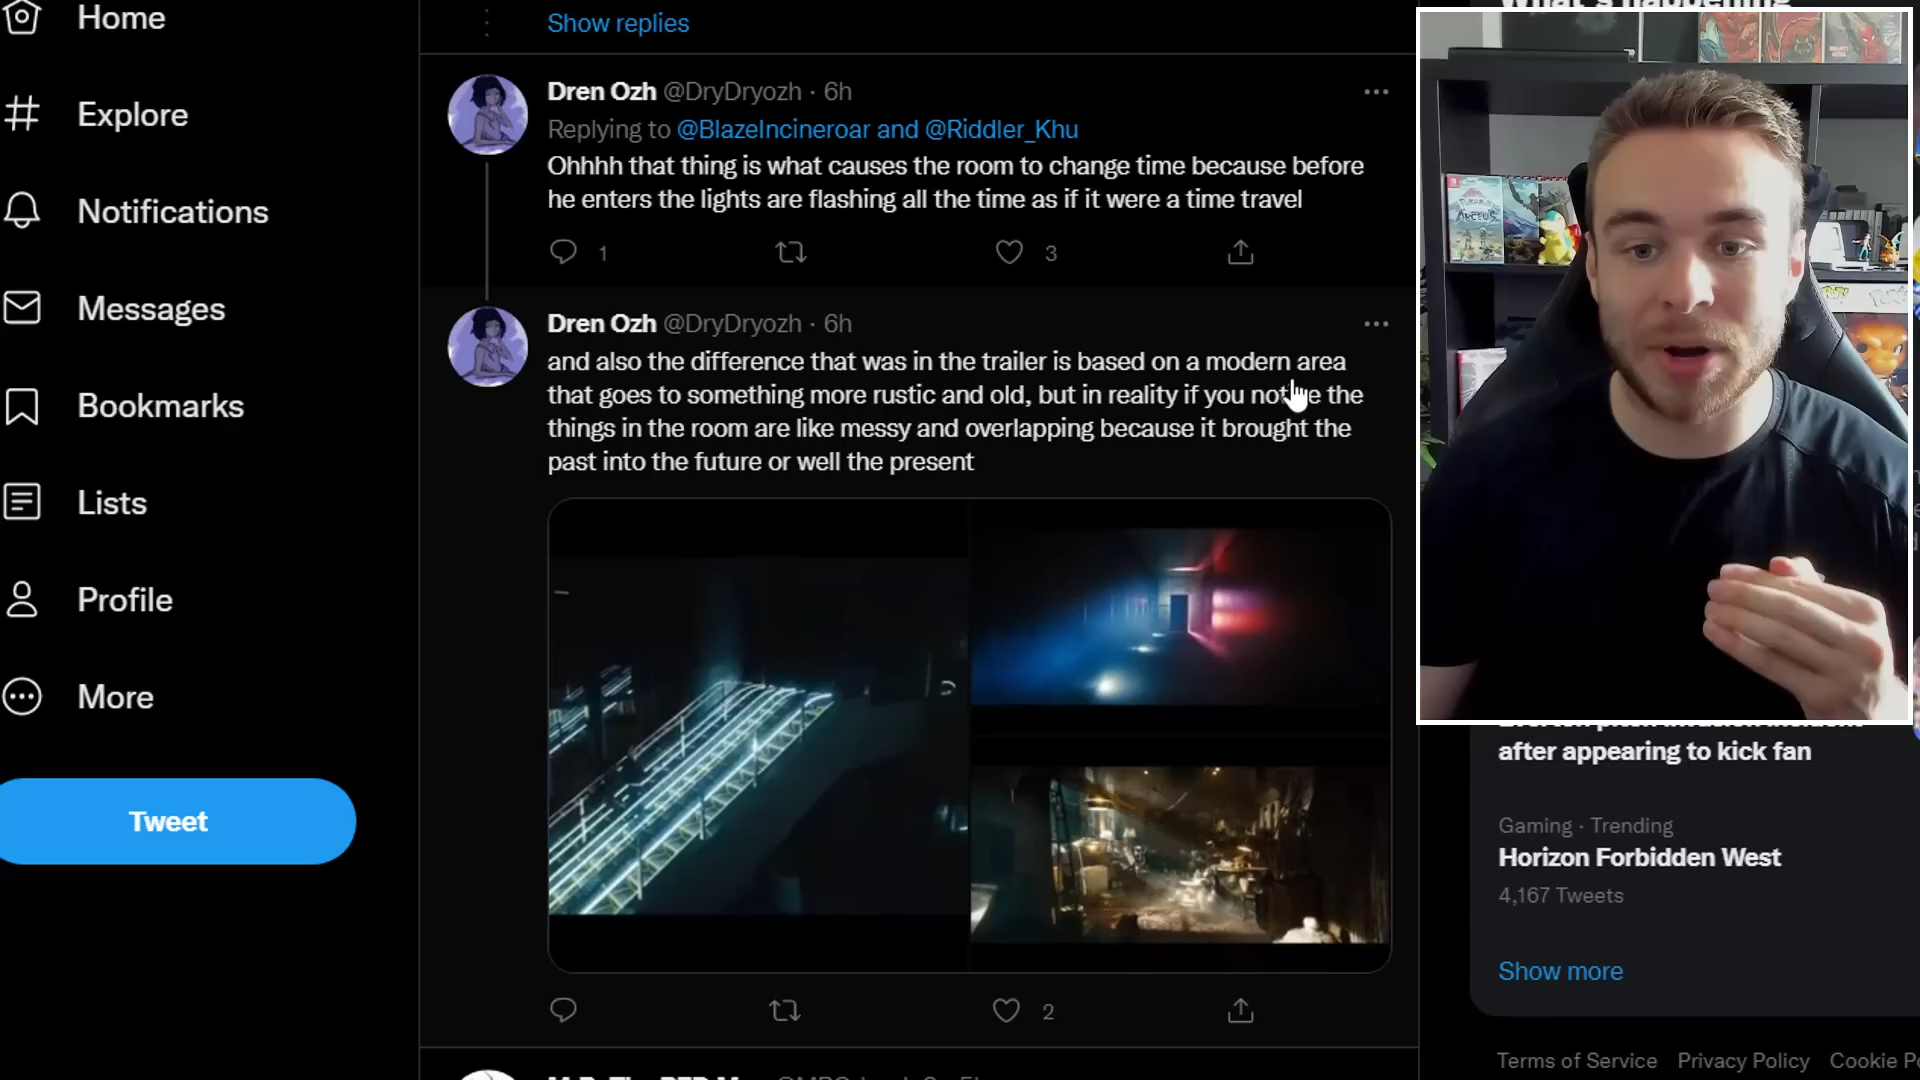 Home
Explore
Notifications
Messages
Bookmarks
Lists
Profile
More
Tweet
Show replies
Dren Ozh @DryDryozh · 6h
Replying to @BlazeIncineroar and @Riddler_Khu
Ohhhh that thing is what causes the room to change time because before
he enters the lights are flashing all the time as if it were a time travel
1
3
Dren Ozh @DryDryozh · 6h
and also the difference that was in the trailer is based on a modern area
that goes to something more rustic and old, but in reality if you notice the
things in the room are like messy and overlapping because it brought the
past into the future or well the present
2
What's happening
ARCEUS
after appearing to kick fan
Gaming · Trending
Horizon Forbidden West
4,167 Tweets
Show more
Terms of Service Privacy Policy Cookie